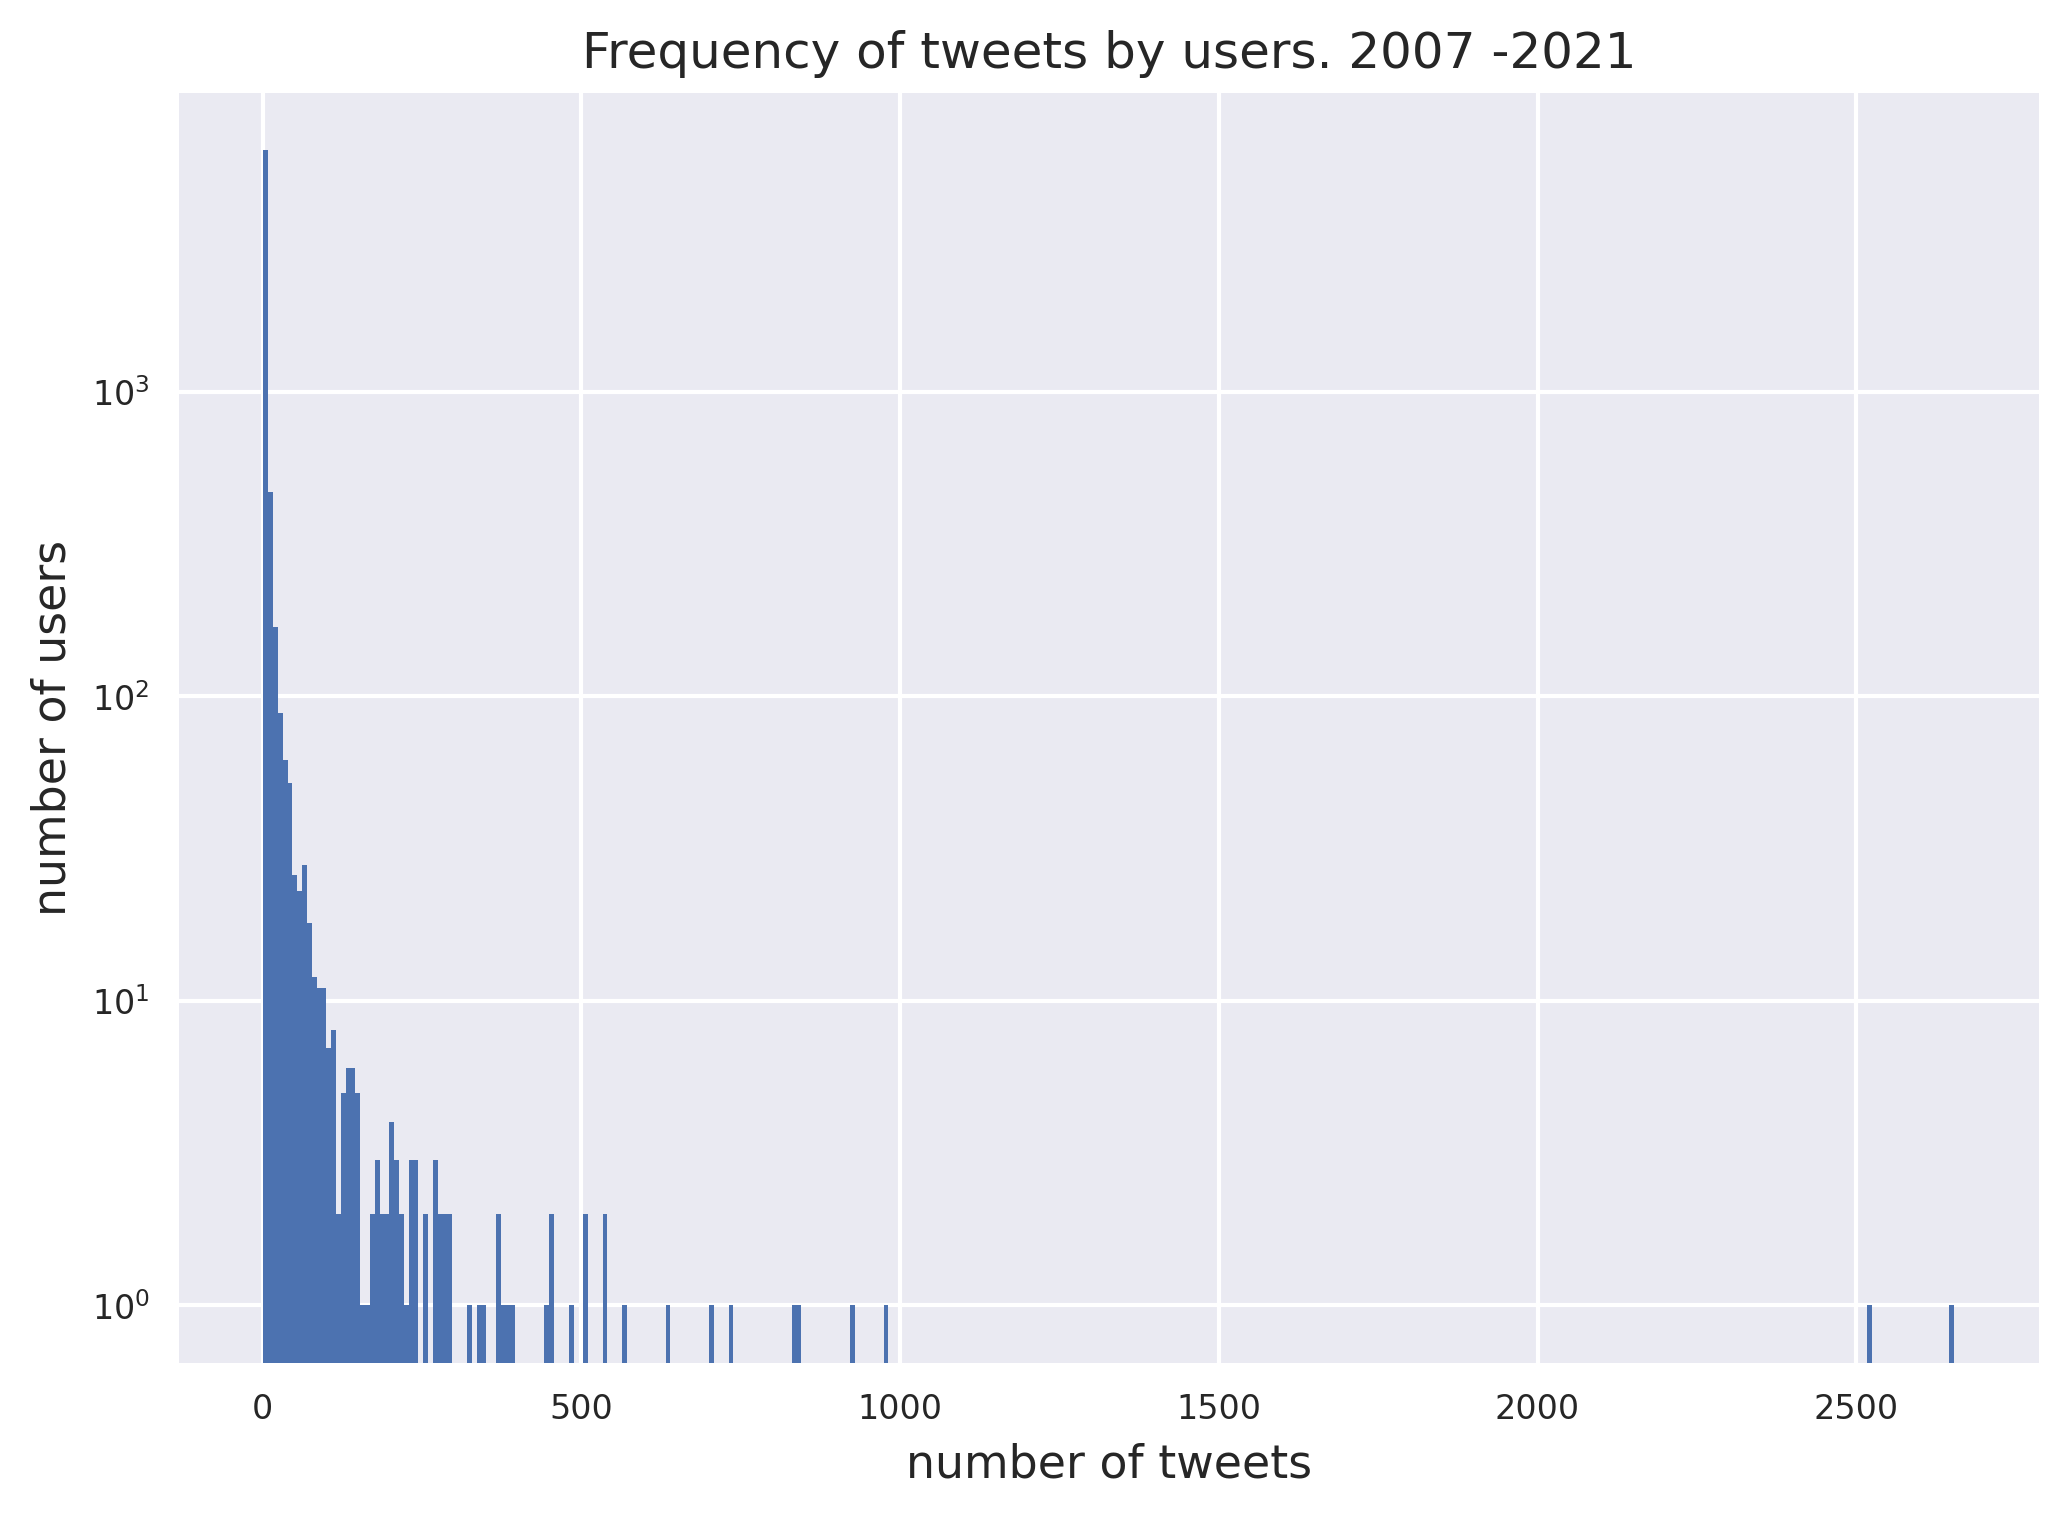 Frequency of tweets by users. 2007 -2021
number of users
10³
10²
10¹
10⁰
0 500 1000 1500 2000 2500
number of tweets